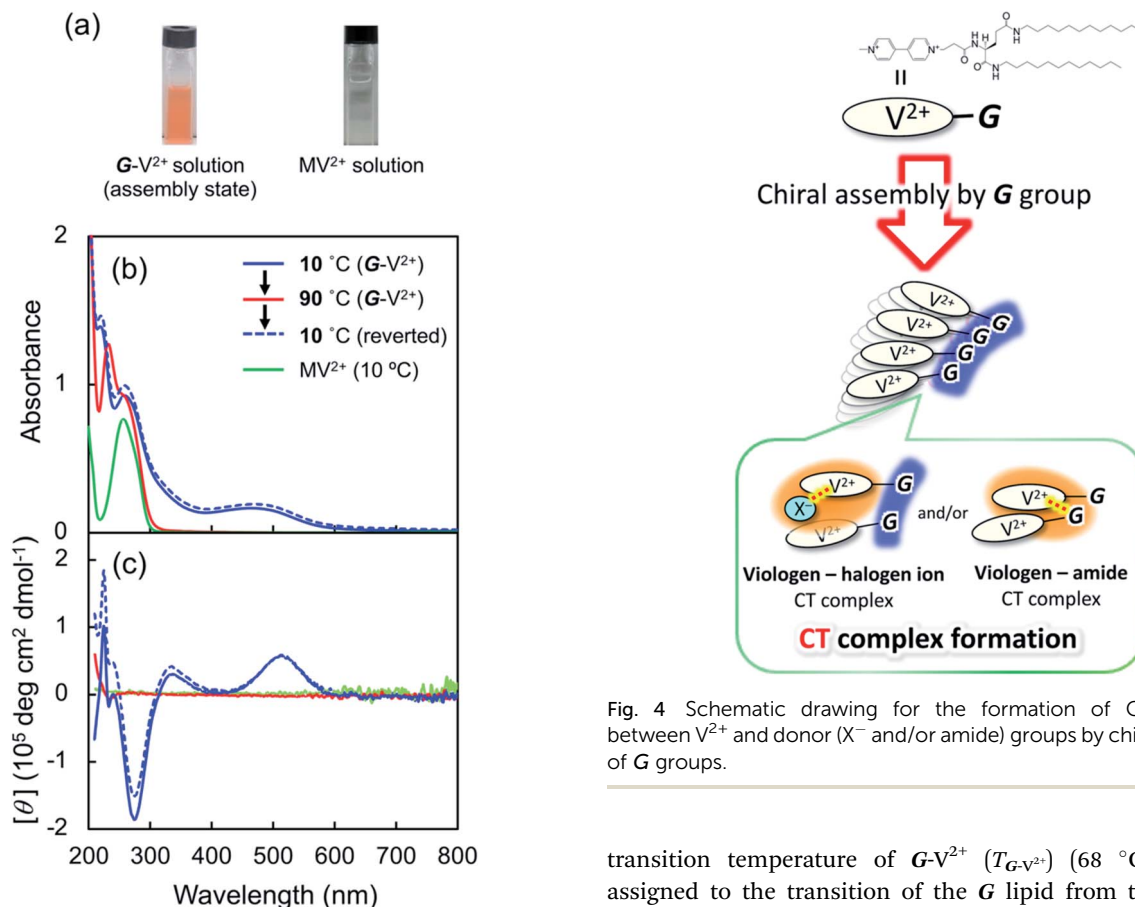 (a)
G-V²⁺ solution
(assembly state)
MV²⁺ solution
(b)
2
1
0
Absorbance
10 °C (G-V²⁺)
90 °C (G-V²⁺)
10 °C (reverted)
MV²⁺ (10 °C)
(c)
2
1
0
-1
-2
[θ] (10⁵ deg cm² dmol⁻¹)
200 300 400 500 600 700 800
Wavelength (nm)
O
N H
H
N
H
O
O
N H
N⁺
N⁺
=
V²⁺ G
Chiral assembly by G group
V²⁺ G
V²⁺ G
V²⁺ G
V²⁺ G
V²⁺ G
X⁻
V²⁺ G
and/or
V²⁺ G
V²⁺ G
Viologen – halogen ion
CT complex
Viologen – amide
CT complex
CT complex formation
Fig. 4 Schematic drawing for the formation of
between V²⁺ and donor (X⁻ and/or amide) groups by
of G groups.
transition temperature of G-V²⁺ (T G-V²⁺) (68 °C
assigned to the transition of the G lipid from